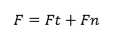 F = Ft + Fn